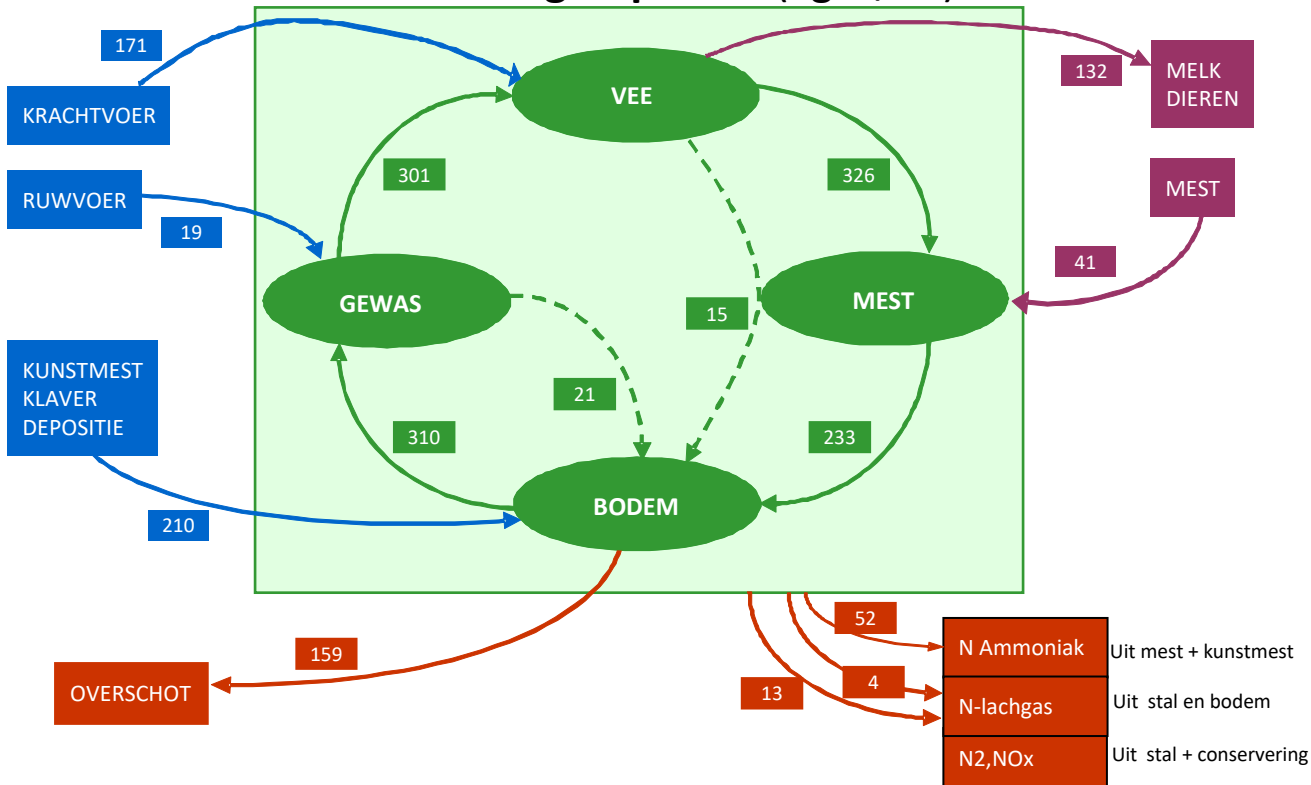 171
132
MELK
DIEREN
KRACHTVOER
VEE
301
326
RUWVOER
MEST
19
41
GEWAS
MEST
15
KUNSTMEST
KLAVER
DEPOSITIE
21
310
233
BODEM
210
52
N Ammoniak
Uit mest + kunstmest
159
OVERSCHOT
4
13
N-lachgas
Uit stal en bodem
N2,NOx
Uit stal + conservering